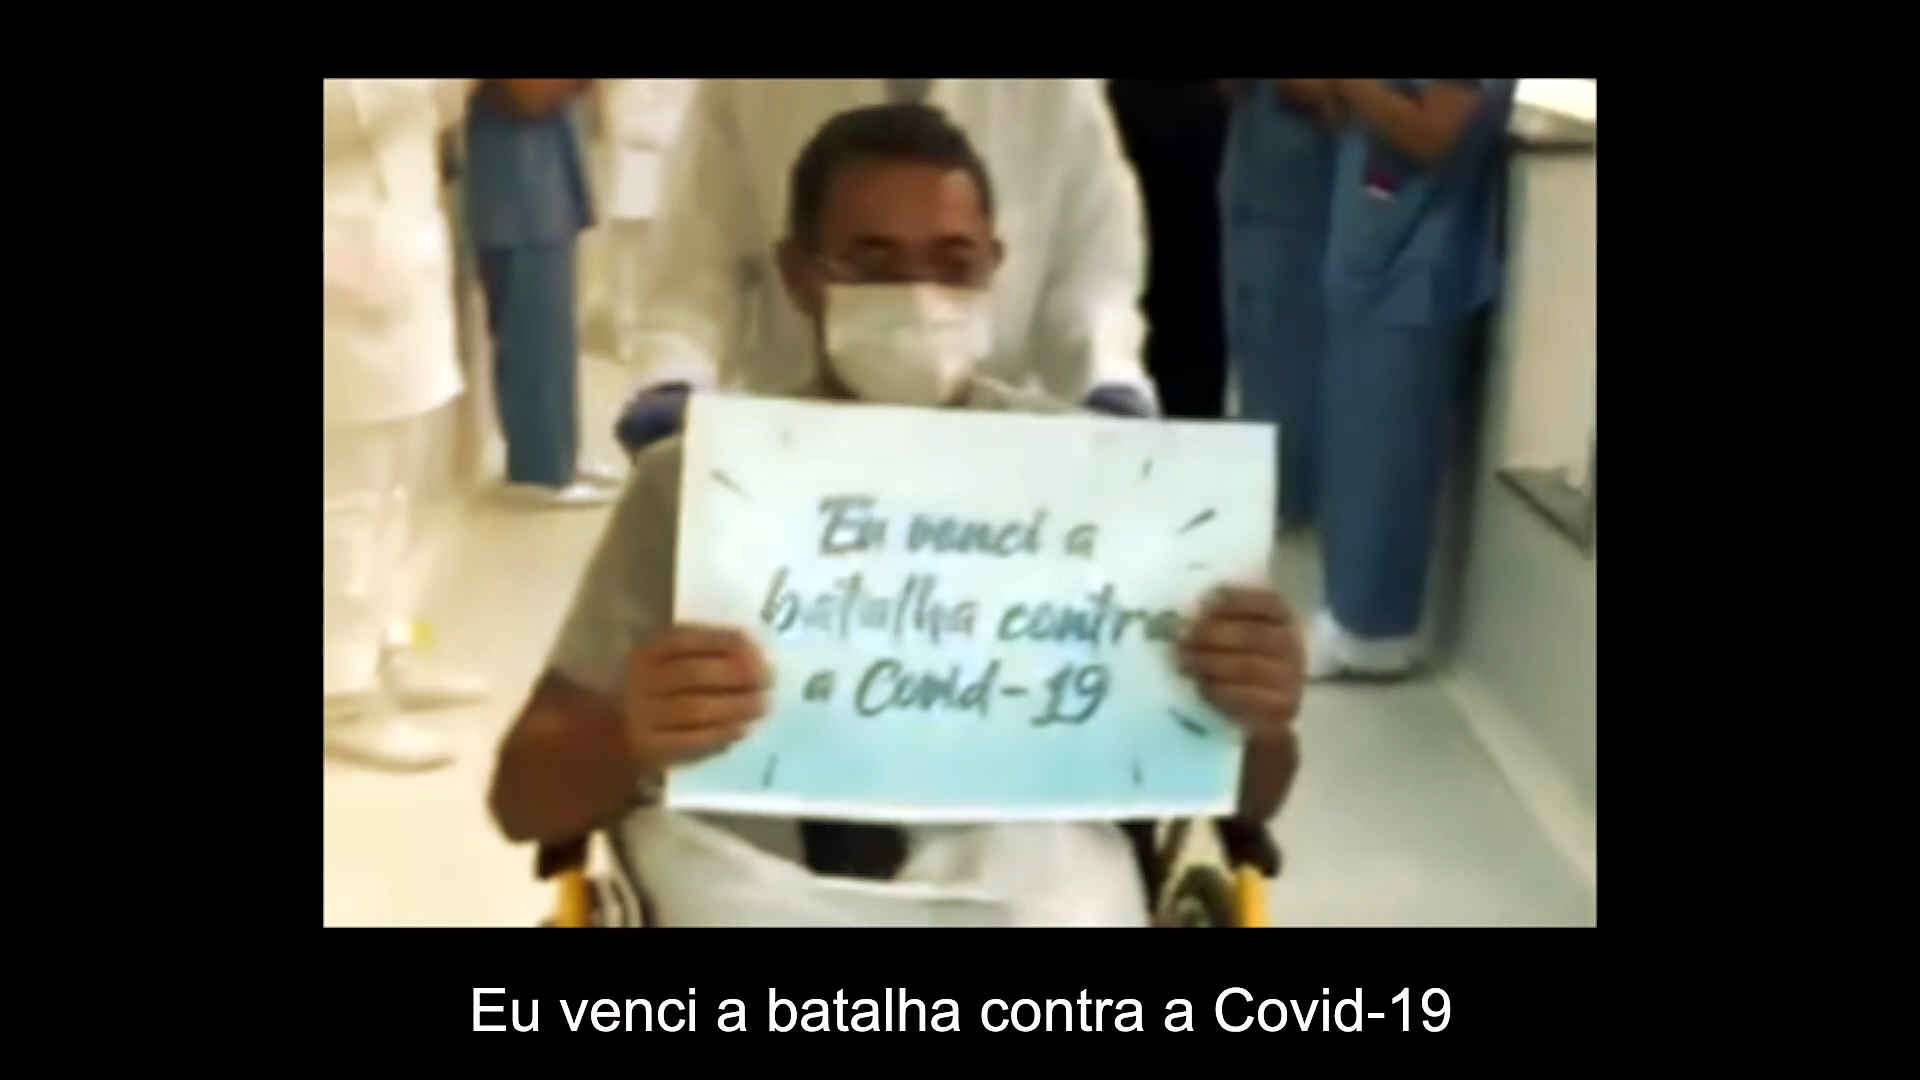 Eu venci a
batalha contra
a Covid-19
Eu venci a batalha contra a Covid-19